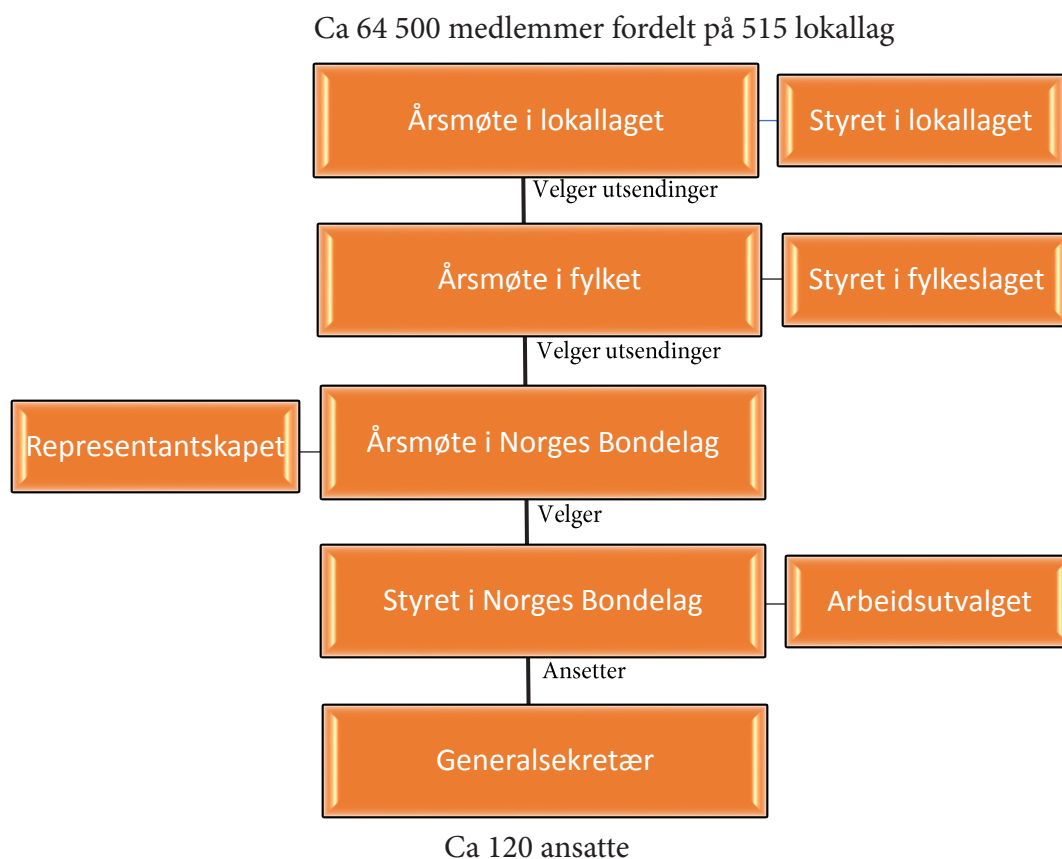 Ca 64 500 medlemmer fordelt på 515 lokallag
Årsmøte i lokallaget
Styret i lokallaget
Velger utsendinger
Årsmøte i fylket
Styret i fylkeslaget
Velger utsendinger
Representantskapet
Årsmøte i Norges Bondelag
Velger
Styret i Norges Bondelag
Arbeidsutvalget
Ansetter
Generalsekretær
Ca 120 ansatte